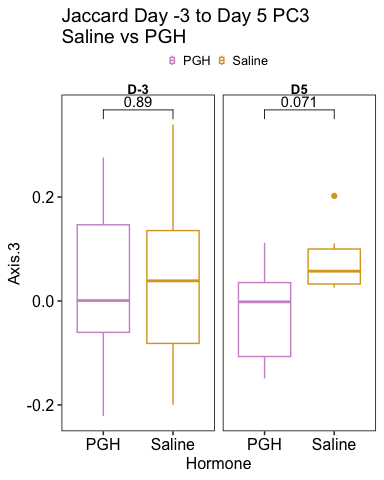 Jaccard Day -3 to Day 5 PC3
Saline vs PGH
PGH Saline
D-3 D5
0.89 0.071
0.2
0.0
-0.2
Axis.3
PGH Saline PGH Saline
Hormone